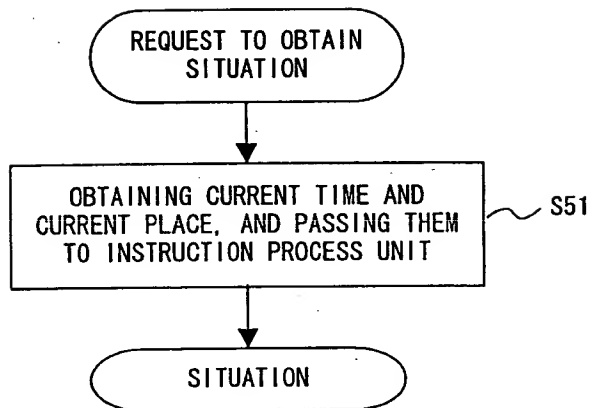 REQUEST TO OBTAIN
SITUATION
OBTAINING CURRENT TIME AND
CURRENT PLACE, AND PASSING THEM
TO INSTRUCTION PROCESS UNIT
S51
SITUATION